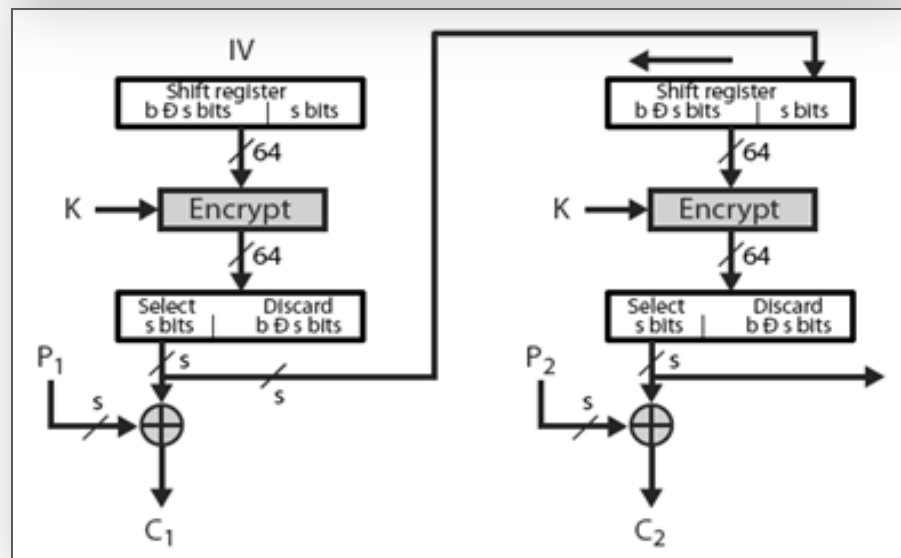 IV
Shift register
b Đ s bits | s bits
64
K
Encrypt
64
Select
Discard
s bits | b Đ s bits
s
s
P1
s
C1
Shift register
b Đ s bits | s bits
64
K
Encrypt
64
Select
Discard
s bits | b Đ s bits
s
P2
s
C2